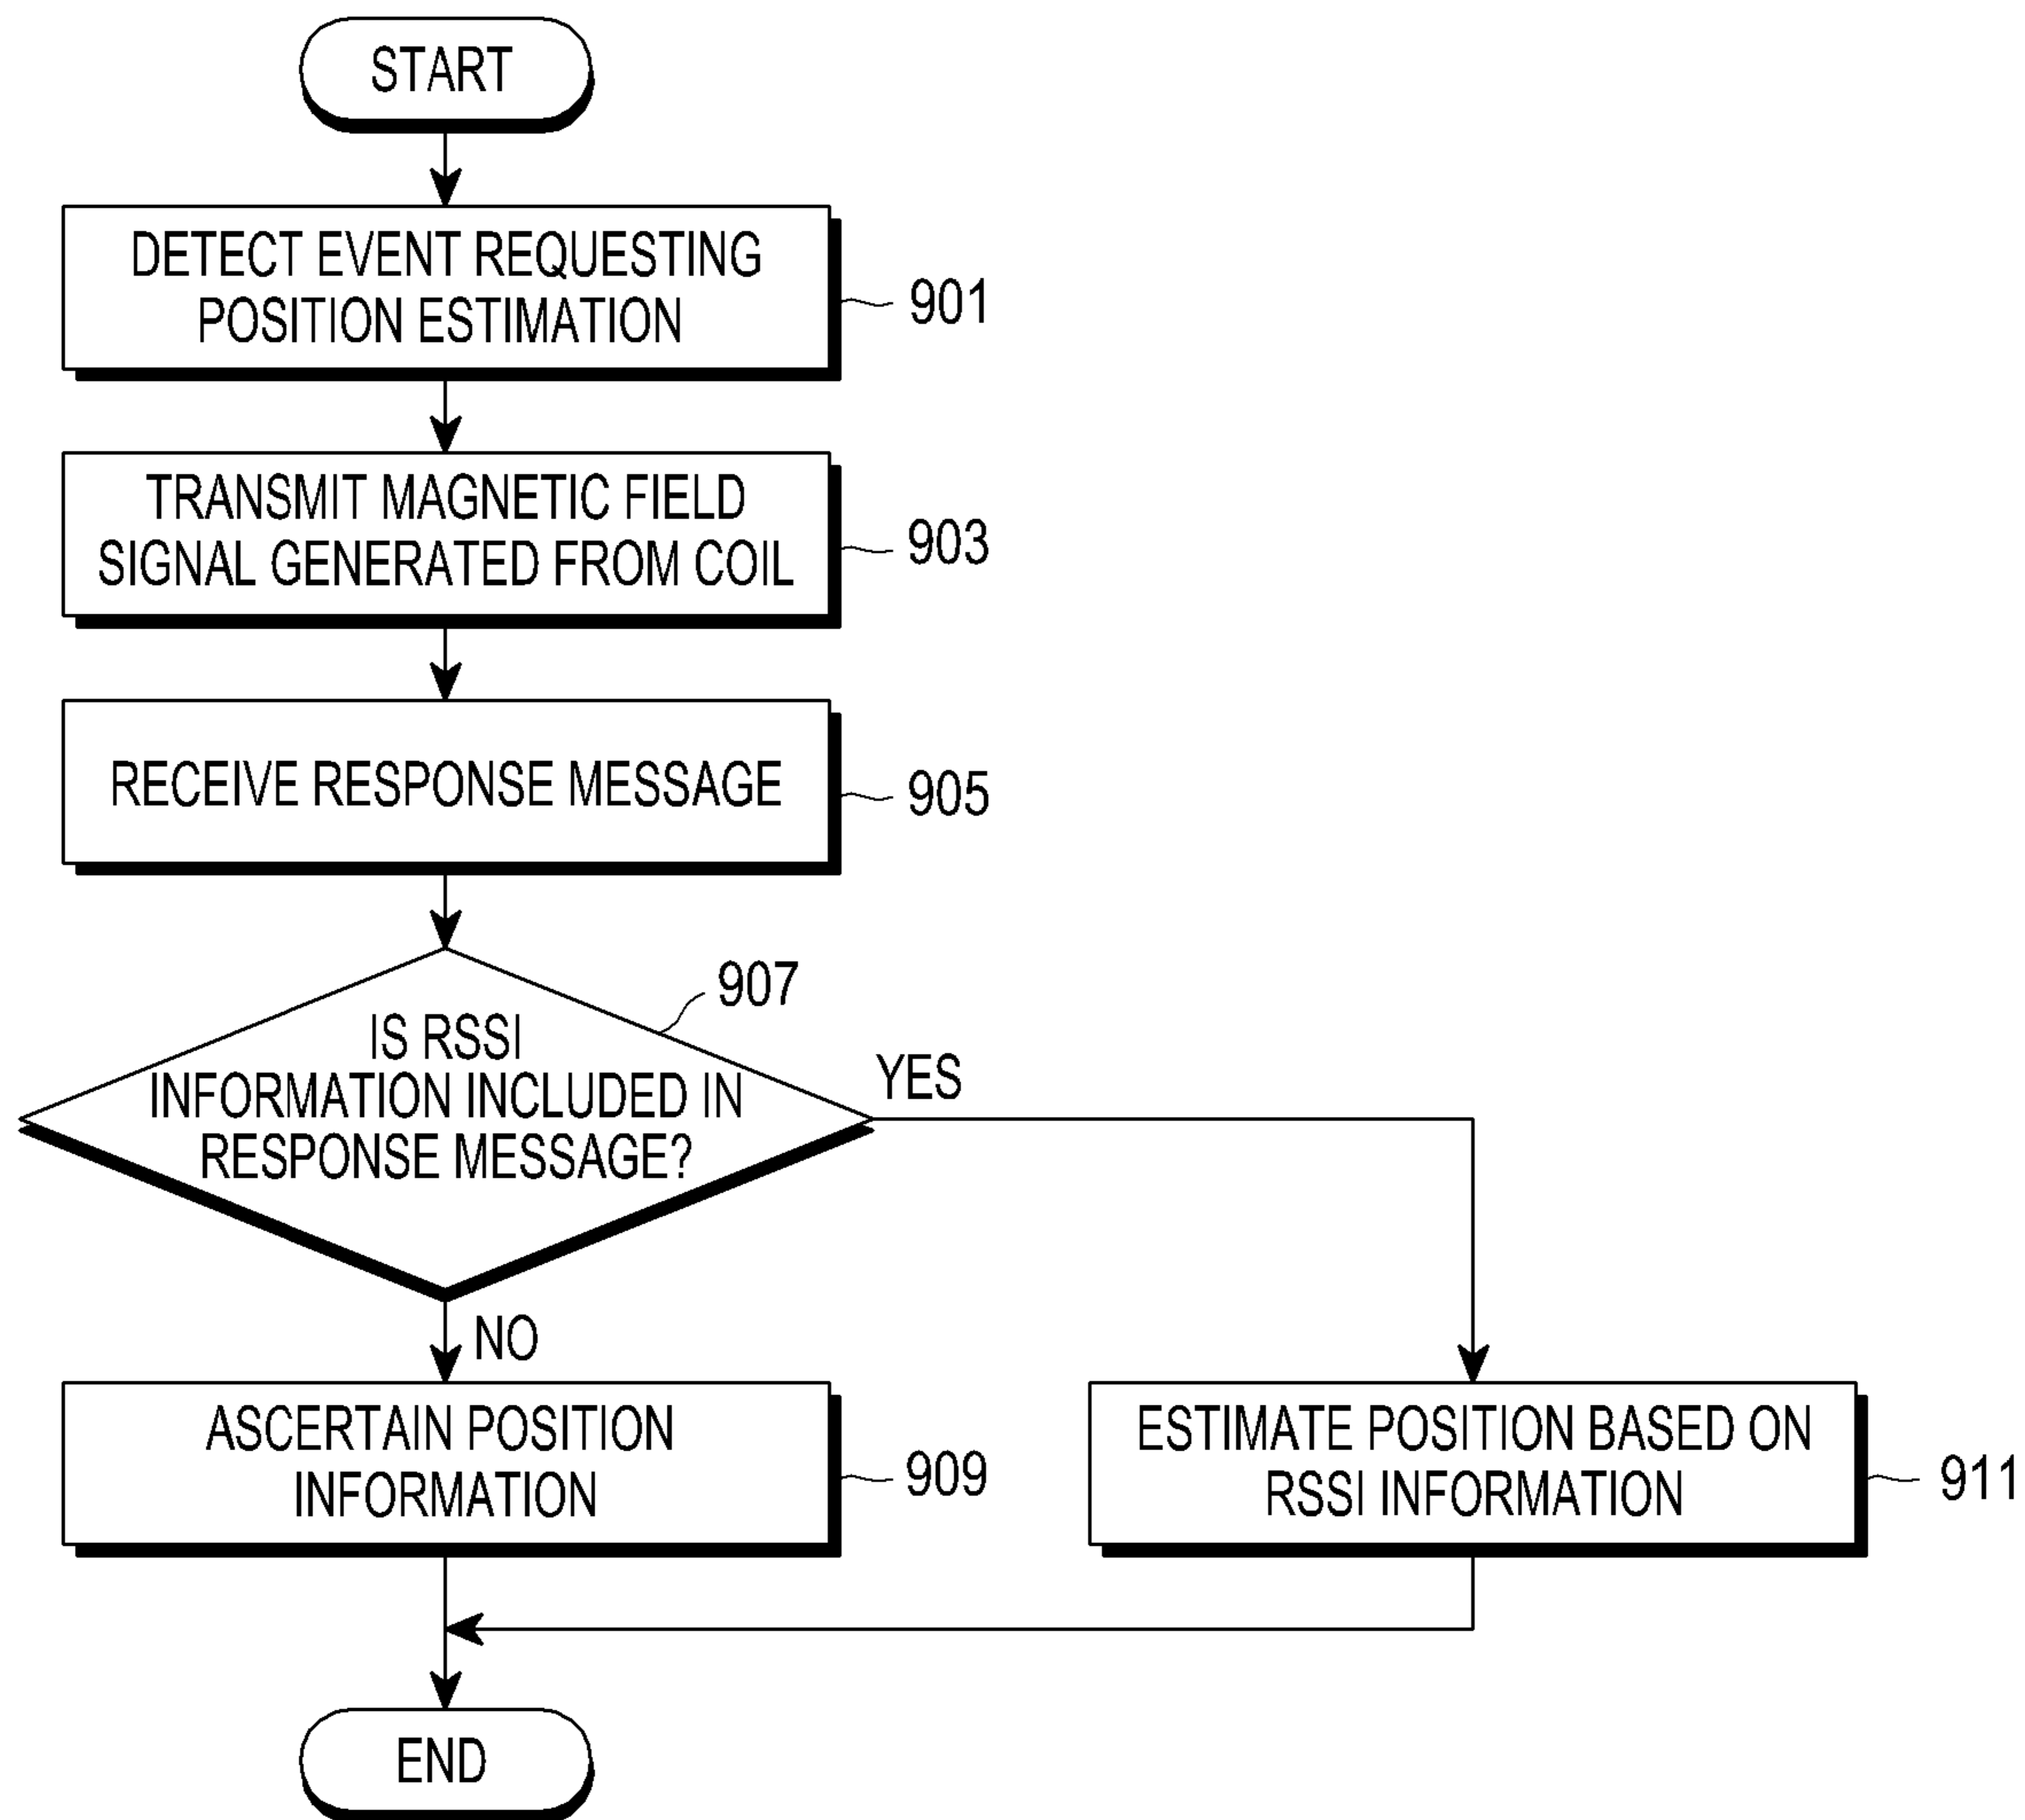 START
DETECT EVENT REQUESTING
POSITION ESTIMATION
901
TRANSMIT MAGNETIC FIELD
SIGNAL GENERATED FROM COIL
903
RECEIVE RESPONSE MESSAGE
905
907
IS RSSI
INFORMATION INCLUDED IN
RESPONSE MESSAGE?
YES
NO
ASCERTAIN POSITION
INFORMATION
909
ESTIMATE POSITION BASED ON
RSSI INFORMATION
911
END